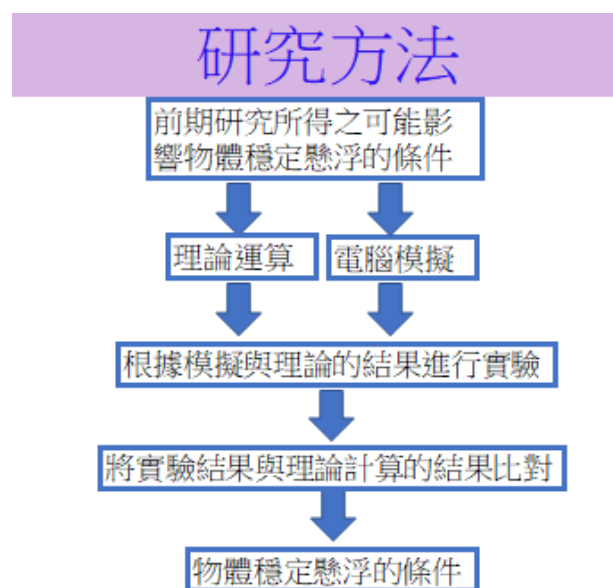 研究方法
前期研究所得之可能影
響物體穩定懸浮的條件
理論運算
電腦模擬
根據模擬與理論的結果進行實驗
將實驗結果與理論計算的結果比對
物體穩定懸浮的條件